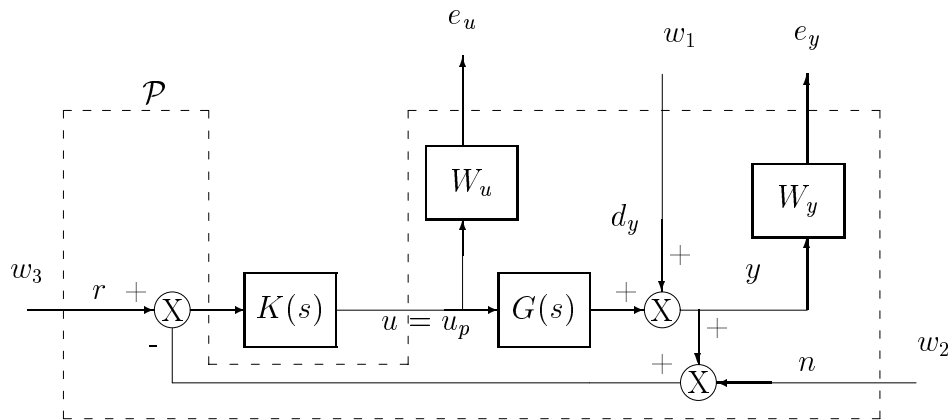 e_u
w_1
e_y
𝒫
W_u
W_y
d_y
+
w_3
r
+
X
K(s)
u = u_p
G(s)
+
X
y
+
-
+
X
n
w_2